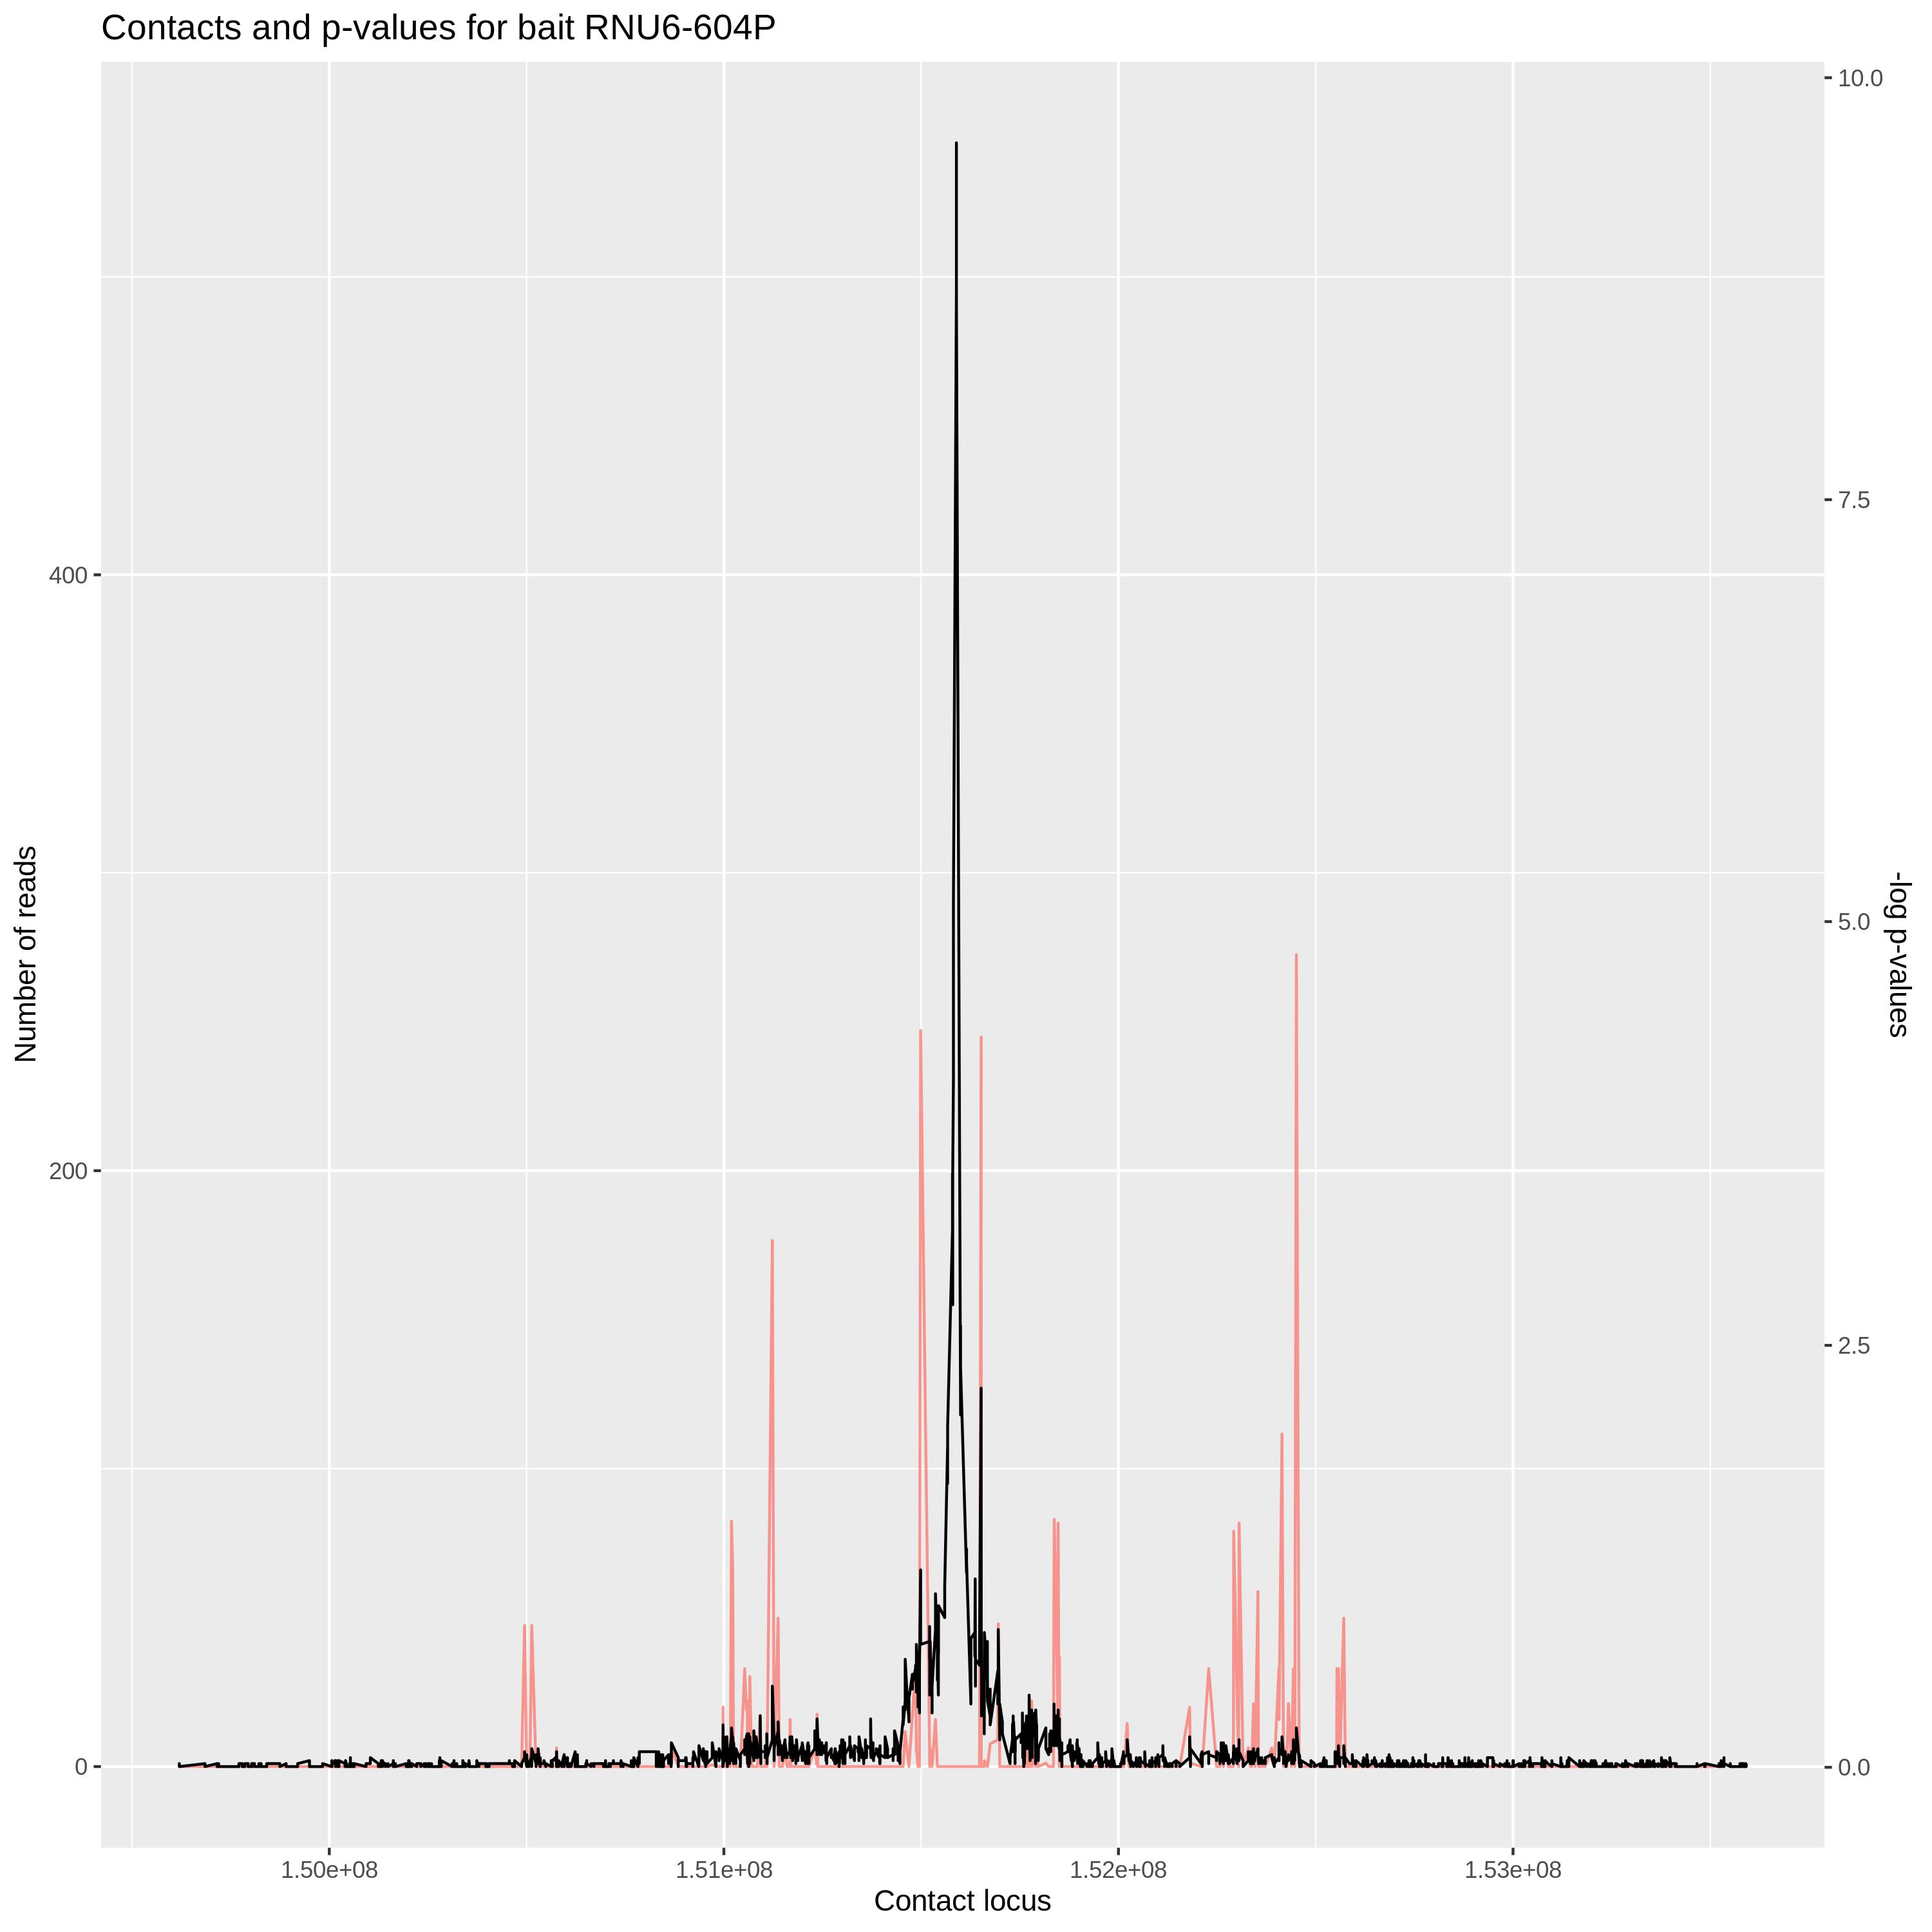 Contacts and p-values for bait RNU6-604P
10.0
7.5
400
5.0
Number of reads
-log p-values
200
2.5
0
0.0
1.50e+08
1.51e+08
1.52e+08
1.53e+08
Contact locus